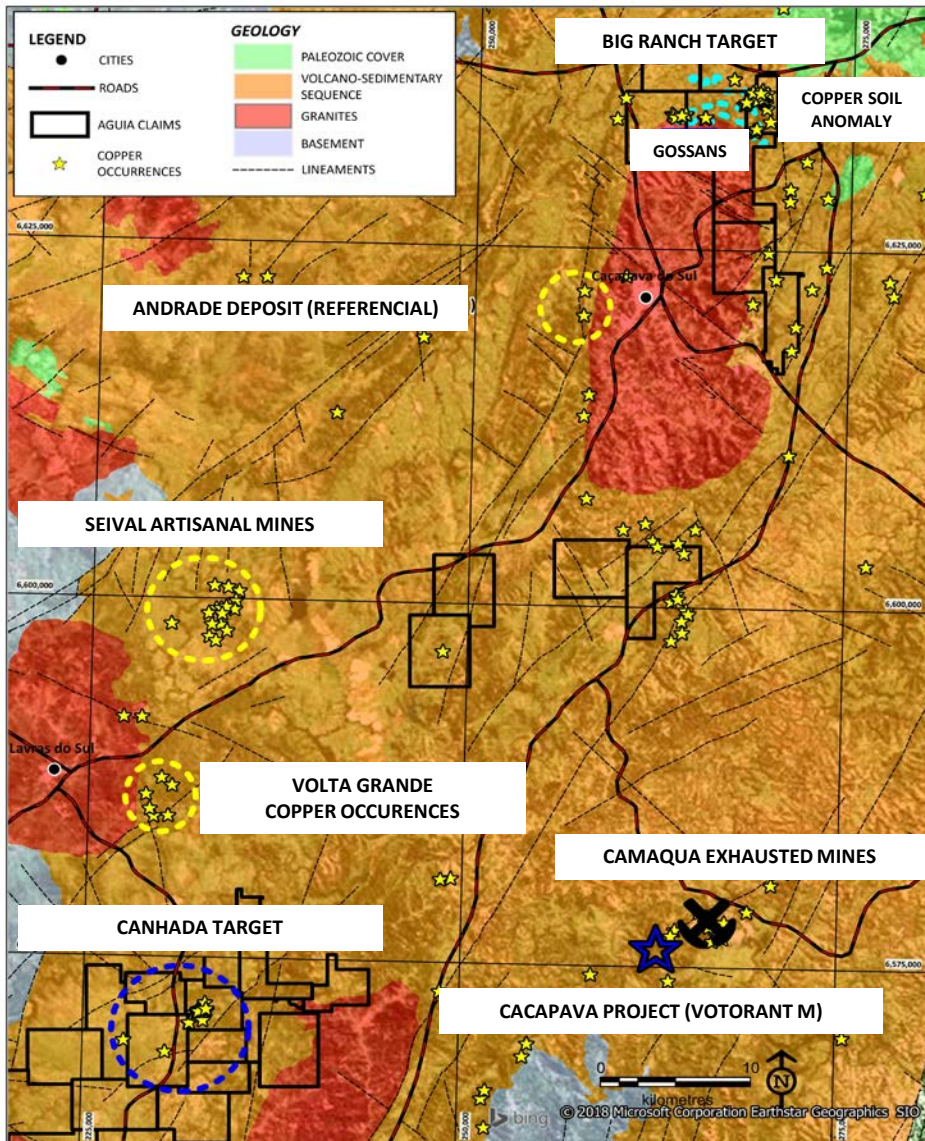 LEGEND
CITIES
ROADS
AGUIA CLAIMS
COPPER
OCCURRENCES
GEOLOGY
PALEOZOIC COVER
VOLCANO-SEDIMENTARY
SEQUENCE
GRANITES
BASEMENT
LINEAMENTS
250,000
275,000
BIG RANCH TARGET
COPPER SOIL
ANOMALY
GOSSANS
6,625,000
6,625,000
Caçapava do Sul
ANDRADE DEPOSIT (REFERENCIAL)
)
SEIVAL ARTISANAL MINES
6,600,000
6,600,000
Lavras do Sul
VOLTA GRANDE
COPPER OCCURENCES
CAMAQUA EXHAUSTED MINES
CANHADA TARGET
6,575,000
CACAPAVA PROJECT (VOTORANT M)
0 10
kilometres
N
225,000
250,000
275,000
bing
© 2018 Microsoft Corporation Earthstar Geographics SIO